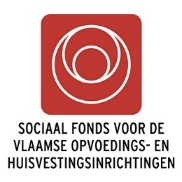 SOCIAAL FONDS VOOR DE
VLAAMSE OPVOEDINGS- EN
HUISVESTINGSINRICHTINGEN